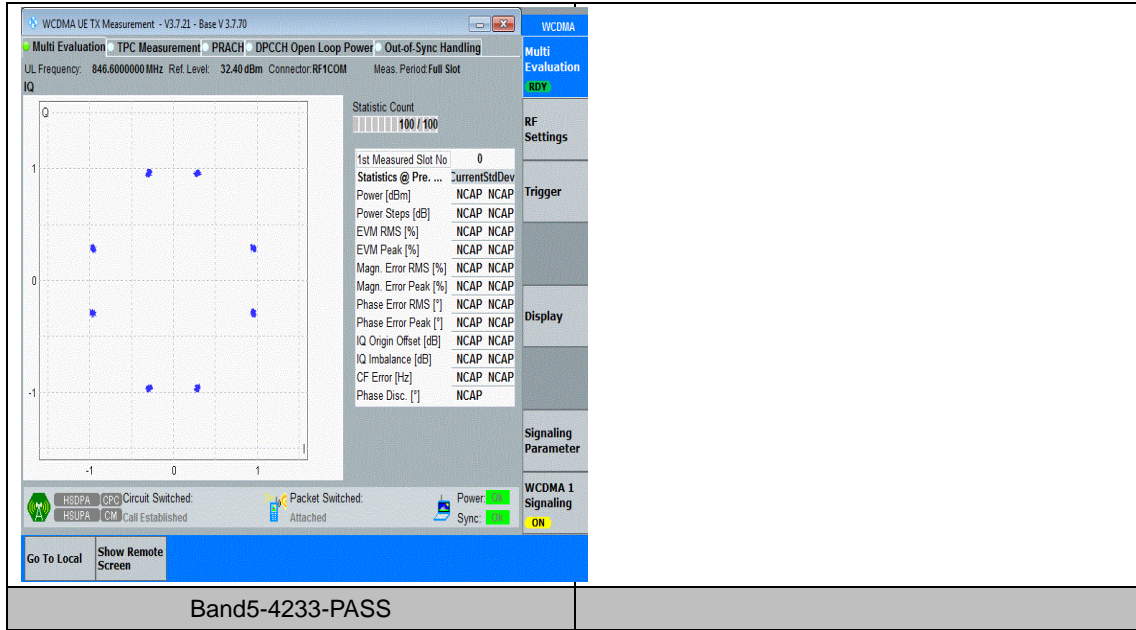 WCDMA UE TX Measurement - V3.7.21 - Base V 3.7.70
WCDMA
Multi Evaluation TPC Measurement PRACH DPCCH Open Loop Power Out-of-Sync Handling
Multi Evaluation
RDY
UL Frequency: 846.6000000 MHz Ref. Level: 32.40 dBm Connector:RF1COM Meas. Period:Full Slot
IQ
Q
1
0
-1
-1 0 1
I
Statistic Count
100 / 100
1st Measured Slot No 0
Statistics @ Pre. ... CurrentStdDev
Power [dBm] NCAP NCAP
Power Steps [dB] NCAP NCAP
EVM RMS [%] NCAP NCAP
EVM Peak [%] NCAP NCAP
Magn. Error RMS [%] NCAP NCAP
Magn. Error Peak [%] NCAP NCAP
Phase Error RMS [°] NCAP NCAP
Phase Error Peak [°] NCAP NCAP
IQ Origin Offset [dB] NCAP NCAP
IQ Imbalance [dB] NCAP NCAP
CF Error [Hz] NCAP NCAP
Phase Disc. [°] NCAP
RF
Settings
Trigger
Display
Signaling
Parameter
WCDMA 1
Signaling
ON
HSDPA CPC Circuit Switched: Packet Switched: Power: OK
HSUPA CM Call Established Attached Sync: OK
Go To Local
Show Remote
Screen
Band5-4233-PASS